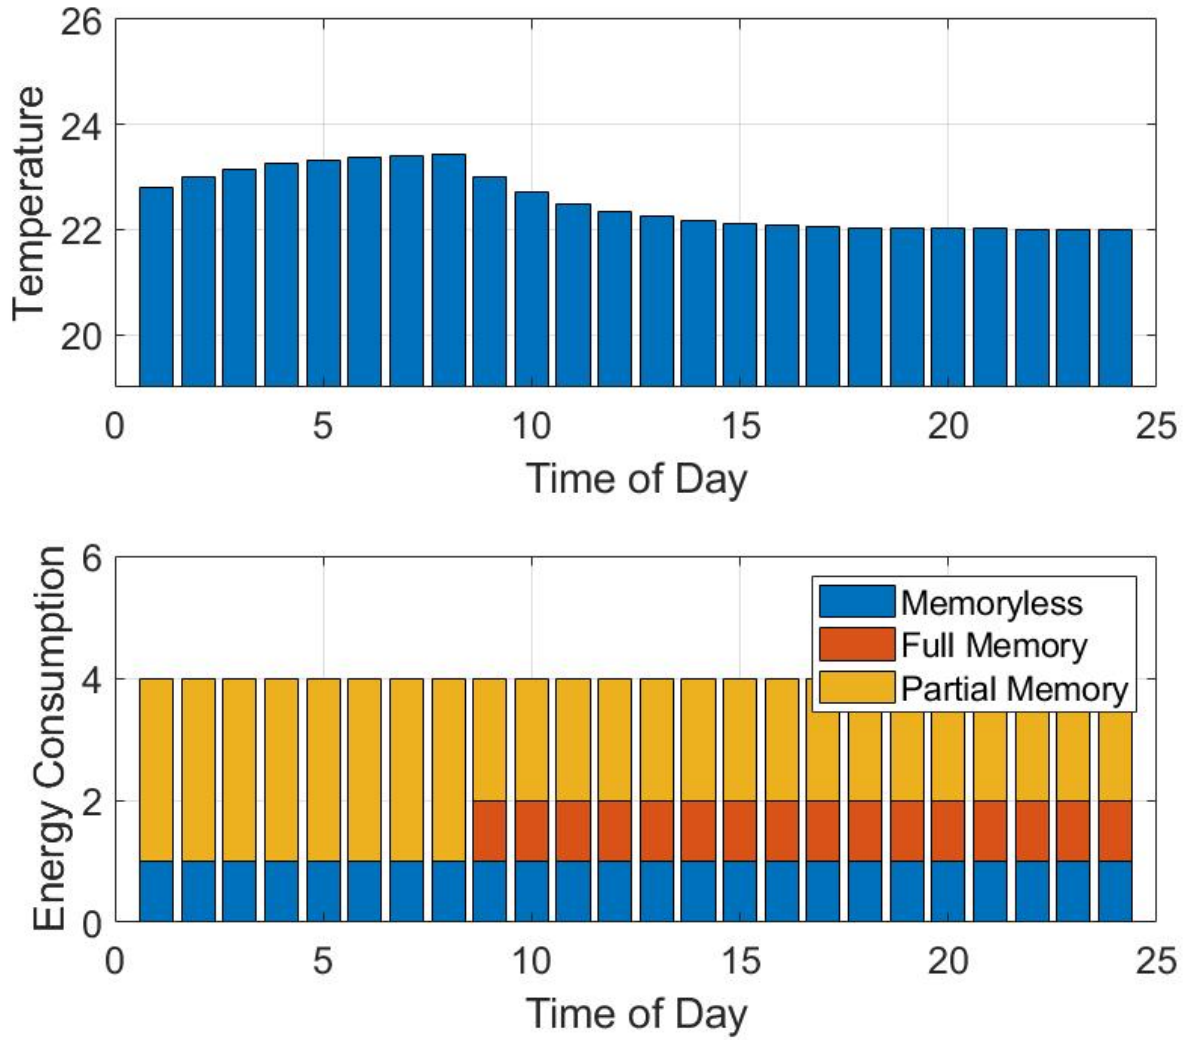 26
24
22
20
Temperature
0 5 10 15 20 25
Time of Day
6
4
2
0
Energy Consumption
Memoryless
Full Memory
Partial Memory
0 5 10 15 20 25
Time of Day